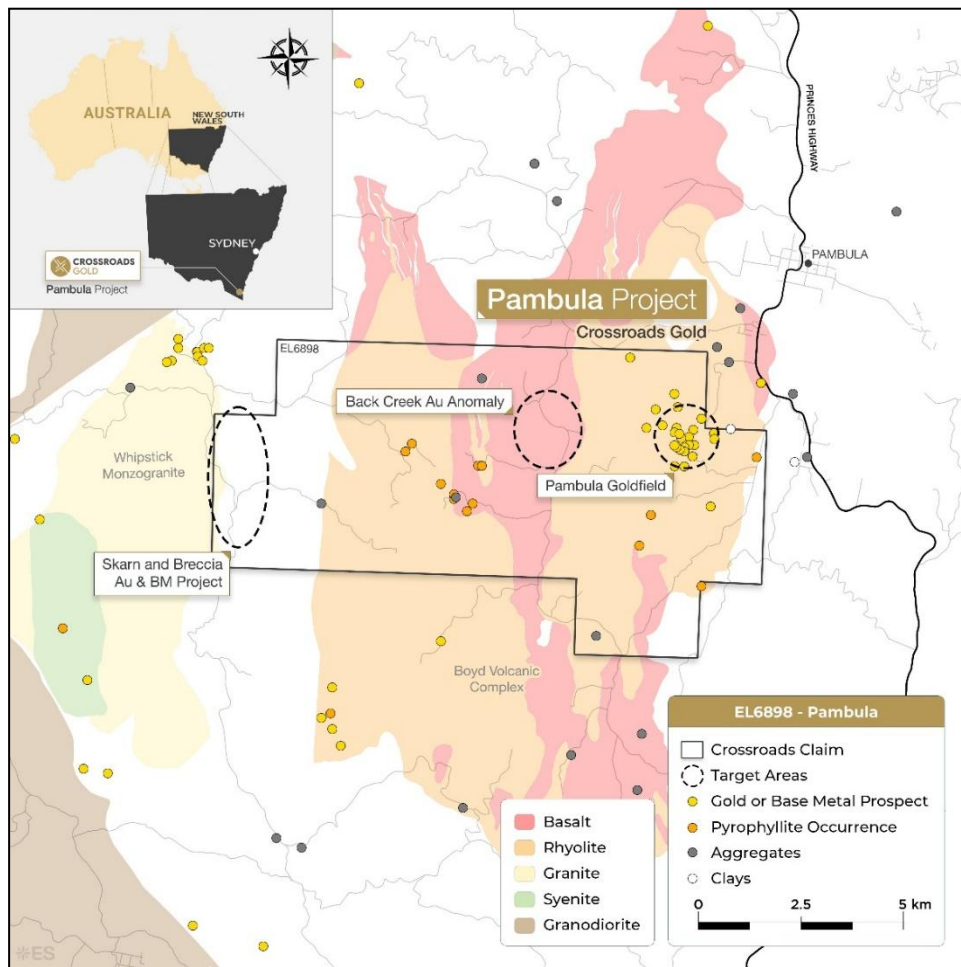 AUSTRALIA
NEW SOUTH
WALES
SYDNEY
CROSSROADS
GOLD
Pambula Project
PRINCES HIGHWAY
PAMBULA
Pambula Project
Crossroads Gold
EL6898
Back Creek Au Anomaly
Whipstick
Monzogranite
Pambula Goldfield
Skarn and Breccia
Au & BM Project
Boyd Volcanic
Complex
Basalt
Rhyolite
Granite
Syenite
Granodiorite
EL6898 - Pambula
Crossroads Claim
Target Areas
Gold or Base Metal Prospect
Pyrophyllite Occurrence
Aggregates
Clays
0 2.5 5 km
ES